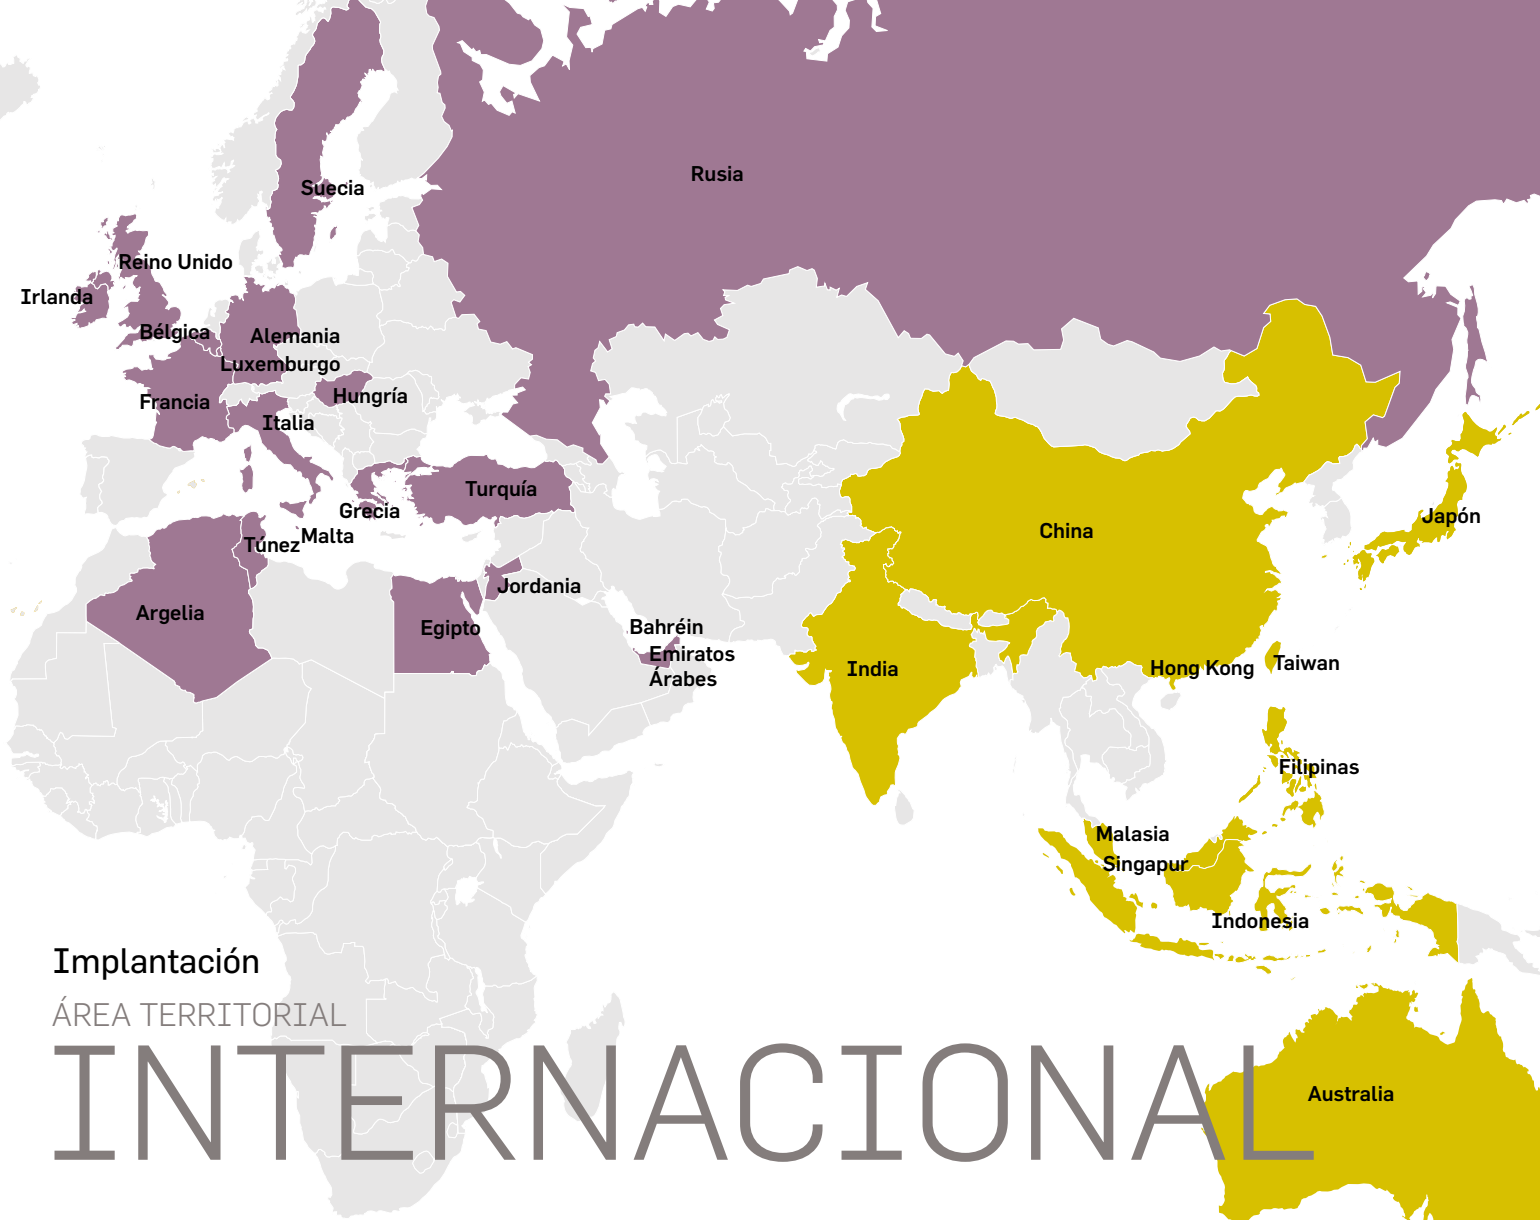 Rusia
Suecia
Reino Unido
Irlanda
Bélgica
Alemania
Luxemburgo
Francia
Hungría
Italia
Turquía
Grecia
Malta
Túnez
China
Japón
Jordania
Argelia
Egipto
Bahréin
Emiratos
Árabes
India
Hong Kong
Taiwan
Filipinas
Malasia
Singapur
Indonesia
Australia
Implantación
ÁREA TERRITORIAL
INTERNACIONAL